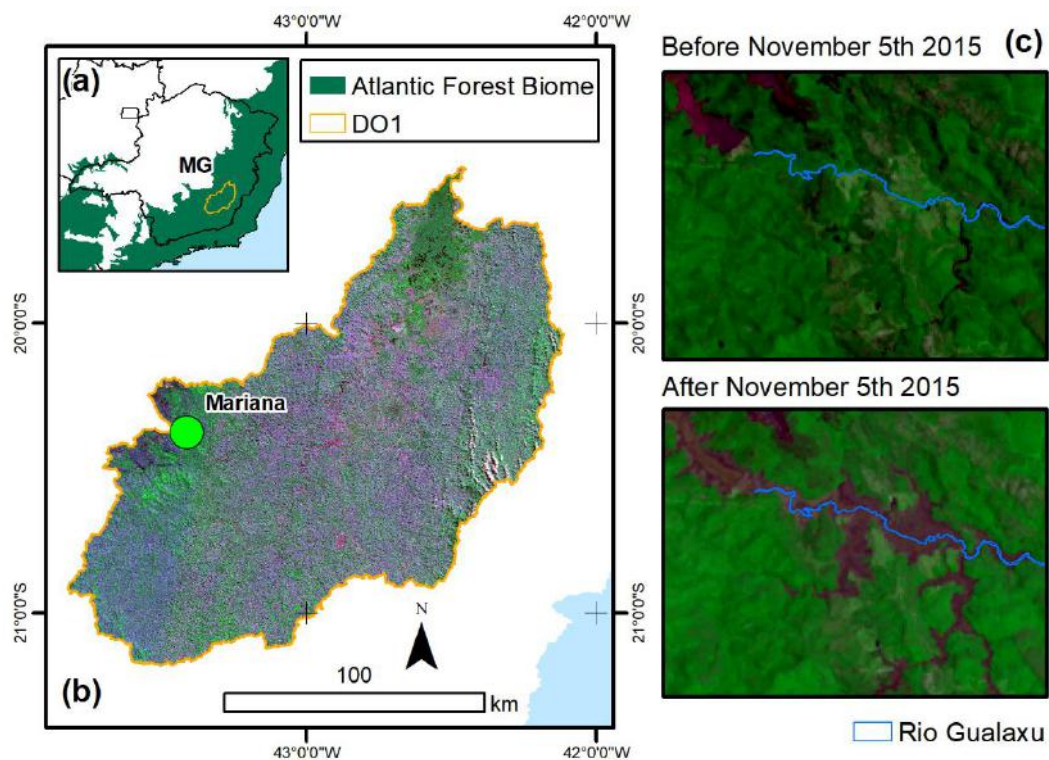 43°0'0"W
42°0'0"W
(c)
Before November 5th 2015
(a)
Atlantic Forest Biome
DO1
MG
20°0'0"S
20°0'0"S
Mariana
After November 5th 2015
21°0'0"S
21°0'0"S
N
100
km
(b)
43°0'0"W
42°0'0"W
Rio Gualaxu